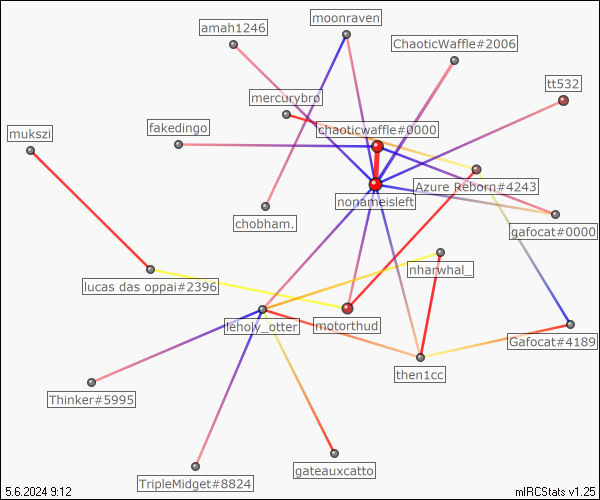 moonraven
amah1246
ChaoticWaffle#2006
tt532
mercurybro
chaoticwaffle#0000
fakedingo
mukszi
Azure Reborn#4243
nonameisleft
chobham.
gafocat#0000
nharwhal_
lucas das oppai#2396
leholy_otter
motorthud
Gafocat#4189
then1cc
Thinker#5995
gateauxcatto
TripleMidget#8824
5.6.2024 9:12
mIRCStats v1.25